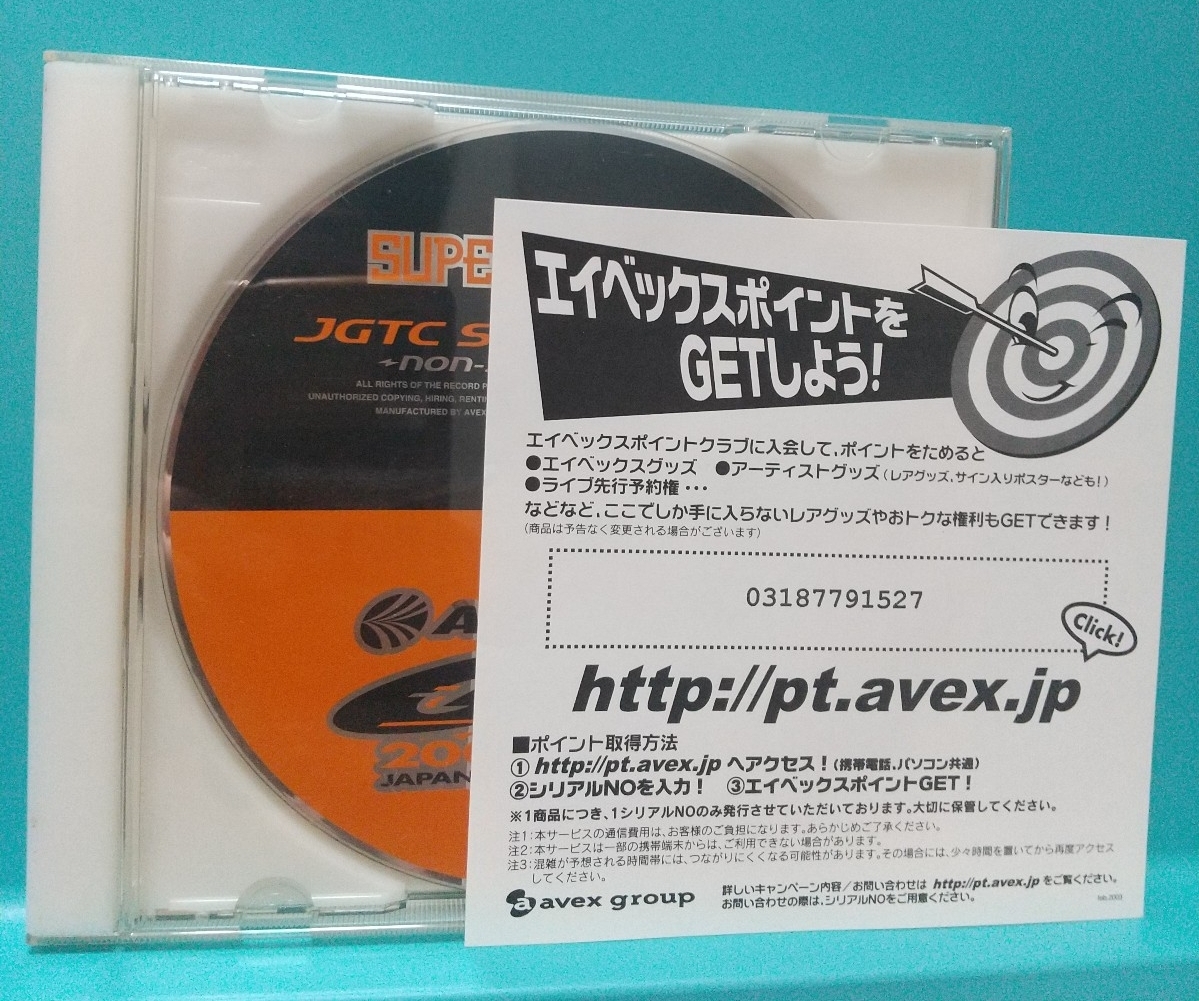 SUPE
JGTC S
non-
ALL RIGHTS OF THE RECORD P
UNAUTHORIZED COPYING, HIRING, RENTIN
MANUFACTURED BY AVEX
A
20
JAPAN
エイベックスポイントを
GETしよう!
エイベックスポイントクラブに入会して、ポイントをためると
●エイベックスグッズ ●アーティストグッズ(レアグッズ、サイン入りポスターなども!)
●ライブ先行予約権・・・
などなど、ここでしか手に入らないレアグッズやおトクな権利もGETできます!
(商品は予告なく変更される場合がございます)
03187791527
Click!
http://pt.avex.jp
■ポイント取得方法
① http://pt.avex.jp へアクセス!(携帯電話、パソコン共通)
②シリアルNOを入力! ③エイベックスポイントGET!
※1商品につき、1シリアルNOのみ発行させていただいております。大切に保管してください。
注1:本サービスの通信費用は、お客様のご負担になります。あらかじめご了承ください。
注2:本サービスは一部の携帯端末からは、ご利用できない場合があります。
注3:混雑が予想される時間帯には、つながりにくくなる可能性があります。その場合には、少々時間を置いてから再度アクセス
してください。
a avex group
詳しいキャンペーン内容/お問い合わせは http://pt.avex.jp をご覧ください。
お問い合わせの際は、シリアルNOをご用意ください。